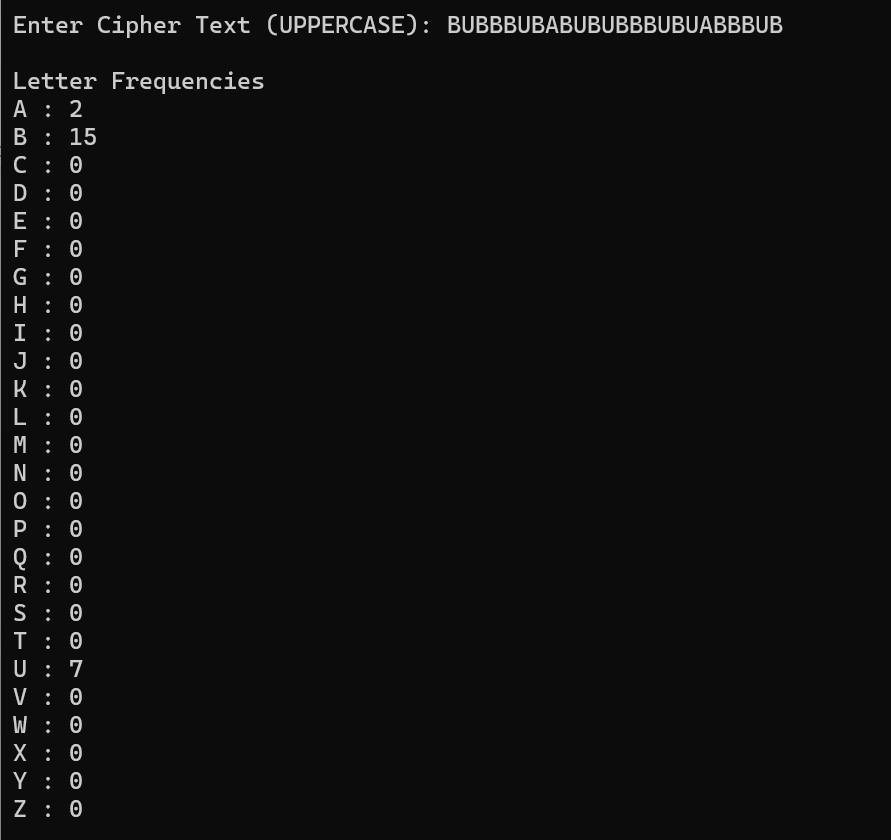 Enter Cipher Text (UPPERCASE): BUBBBUBABUBUBBBUBUABBBUB
Letter Frequencies
A : 2
B : 15
C : 0
D : 0
E : 0
F : 0
G : 0
H : 0
I : 0
J : 0
K : 0
L : 0
M : 0
N : 0
O : 0
P : 0
Q : 0
R : 0
S : 0
T : 0
U : 7
V : 0
W : 0
X : 0
Y : 0
Z : 0